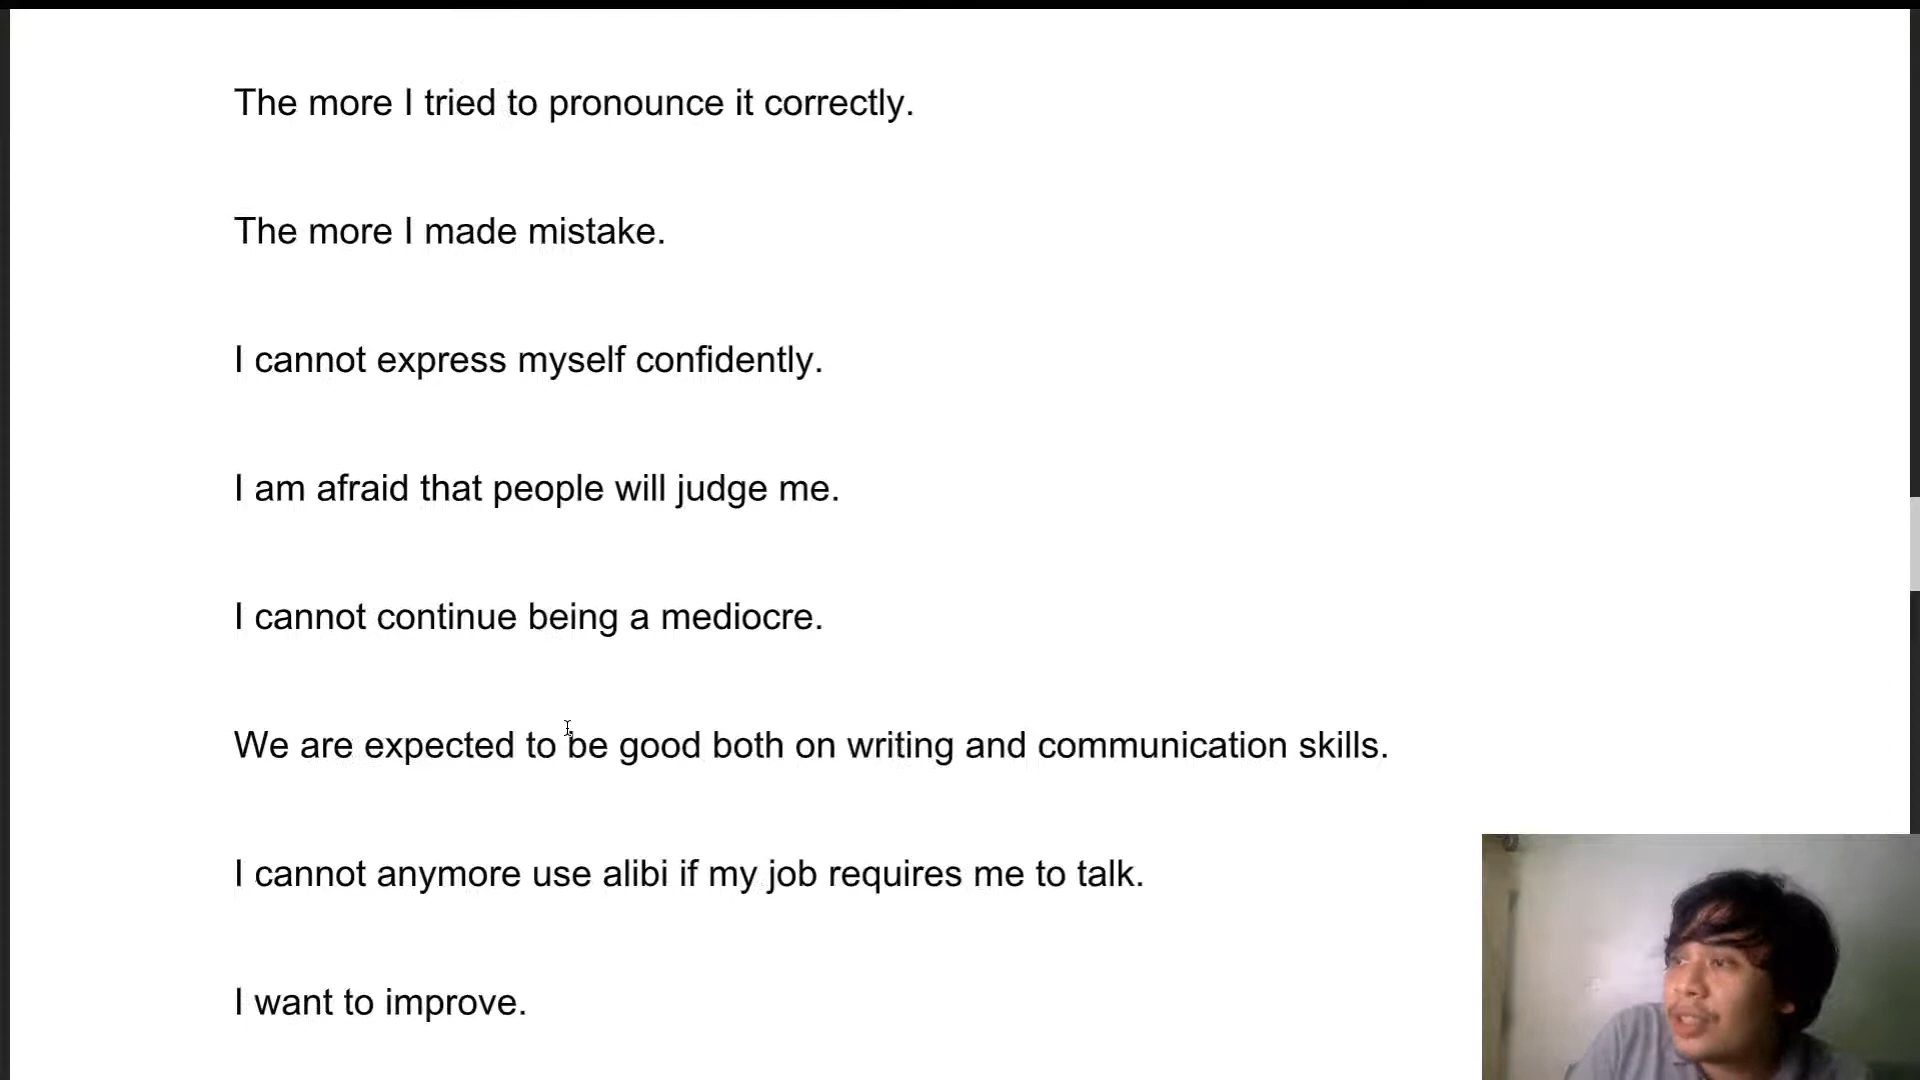 The more I tried to pronounce it correctly.
The more I made mistake.
I cannot express myself confidently.
I am afraid that people will judge me.
I cannot continue being a mediocre.
We are expected to be good both on writing and communication skills.
I cannot anymore use alibi if my job requires me to talk.
I want to improve.